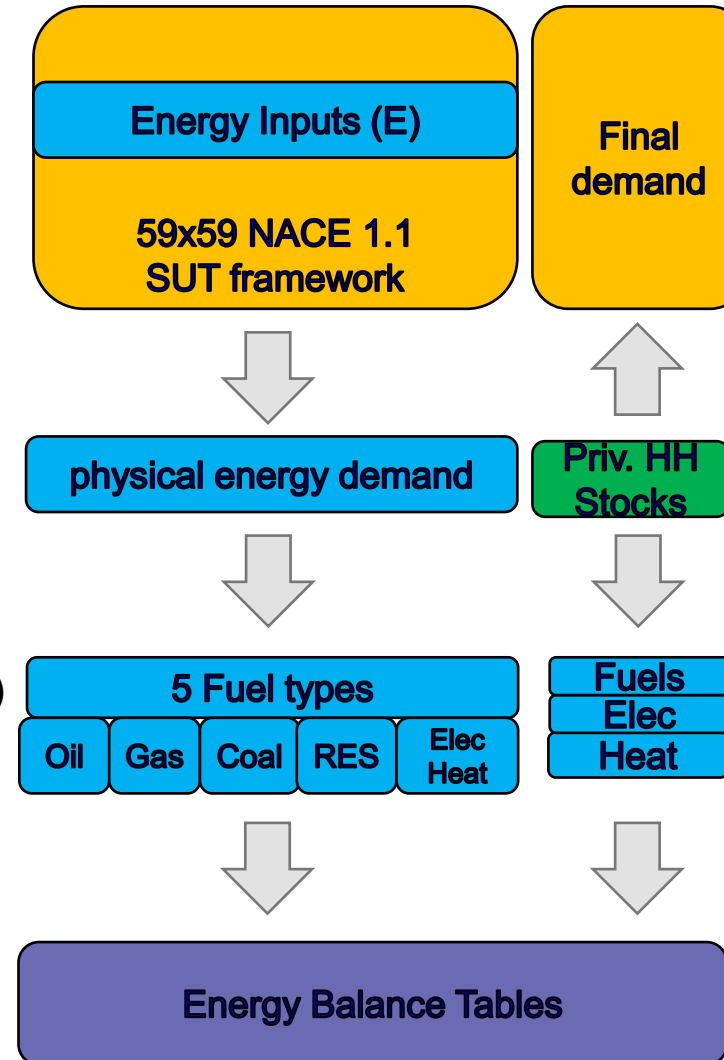 Energy Inputs (E)
59x59 NACE 1.1
SUT framework
Final
demand
physical energy demand
Priv. HH
Stocks
)
5 Fuel types
Oil
Gas
Coal
RES
Elec
Heat
Fuels
Elec
Heat
Energy Balance Tables